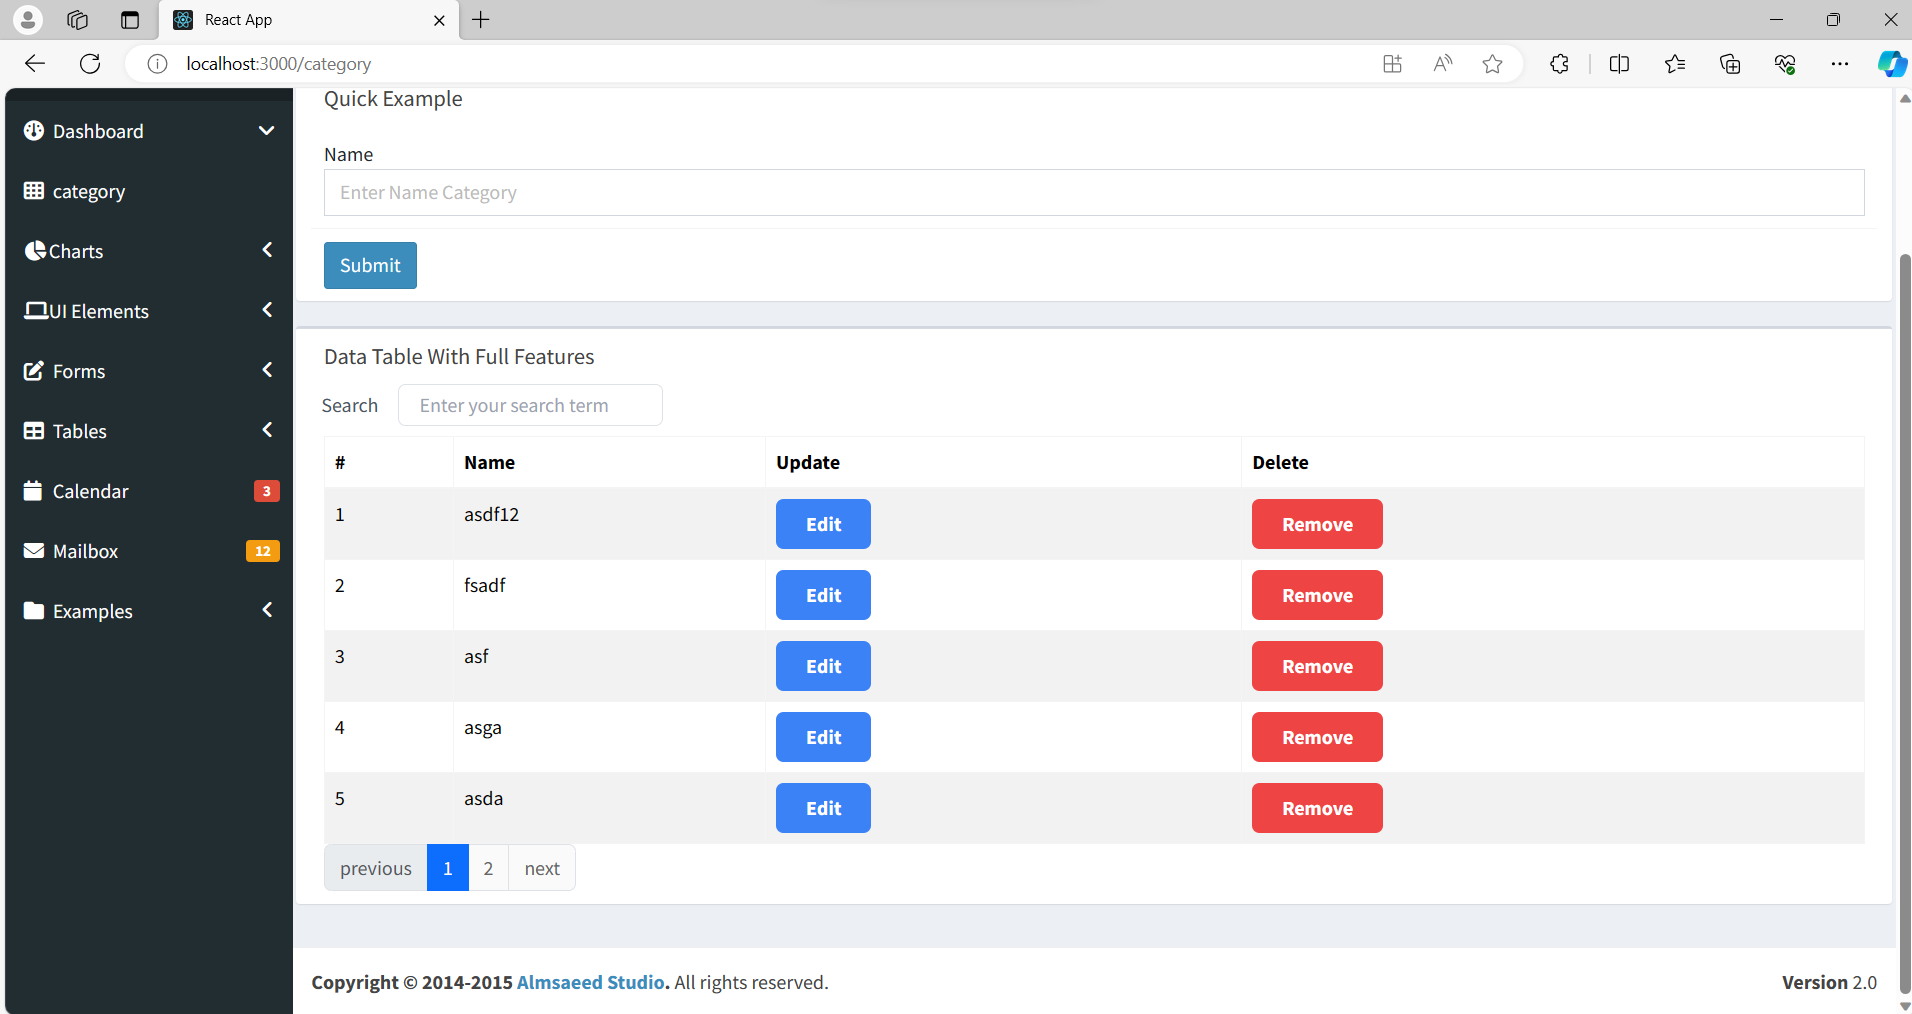 React App
localhost:3000/category
Dashboard
category
Charts
UI Elements
Forms
Tables
Calendar 3
Mailbox 12
Examples
Quick Example
Name
Enter Name Category
Submit
Data Table With Full Features
Search Enter your search term
# Name Update Delete
1 asdf12 Edit Remove
2 fsadf Edit Remove
3 asf Edit Remove
4 asga Edit Remove
5 asda Edit Remove
previous 1 2 next
Copyright © 2014-2015 Almsaeed Studio. All rights reserved. Version 2.0